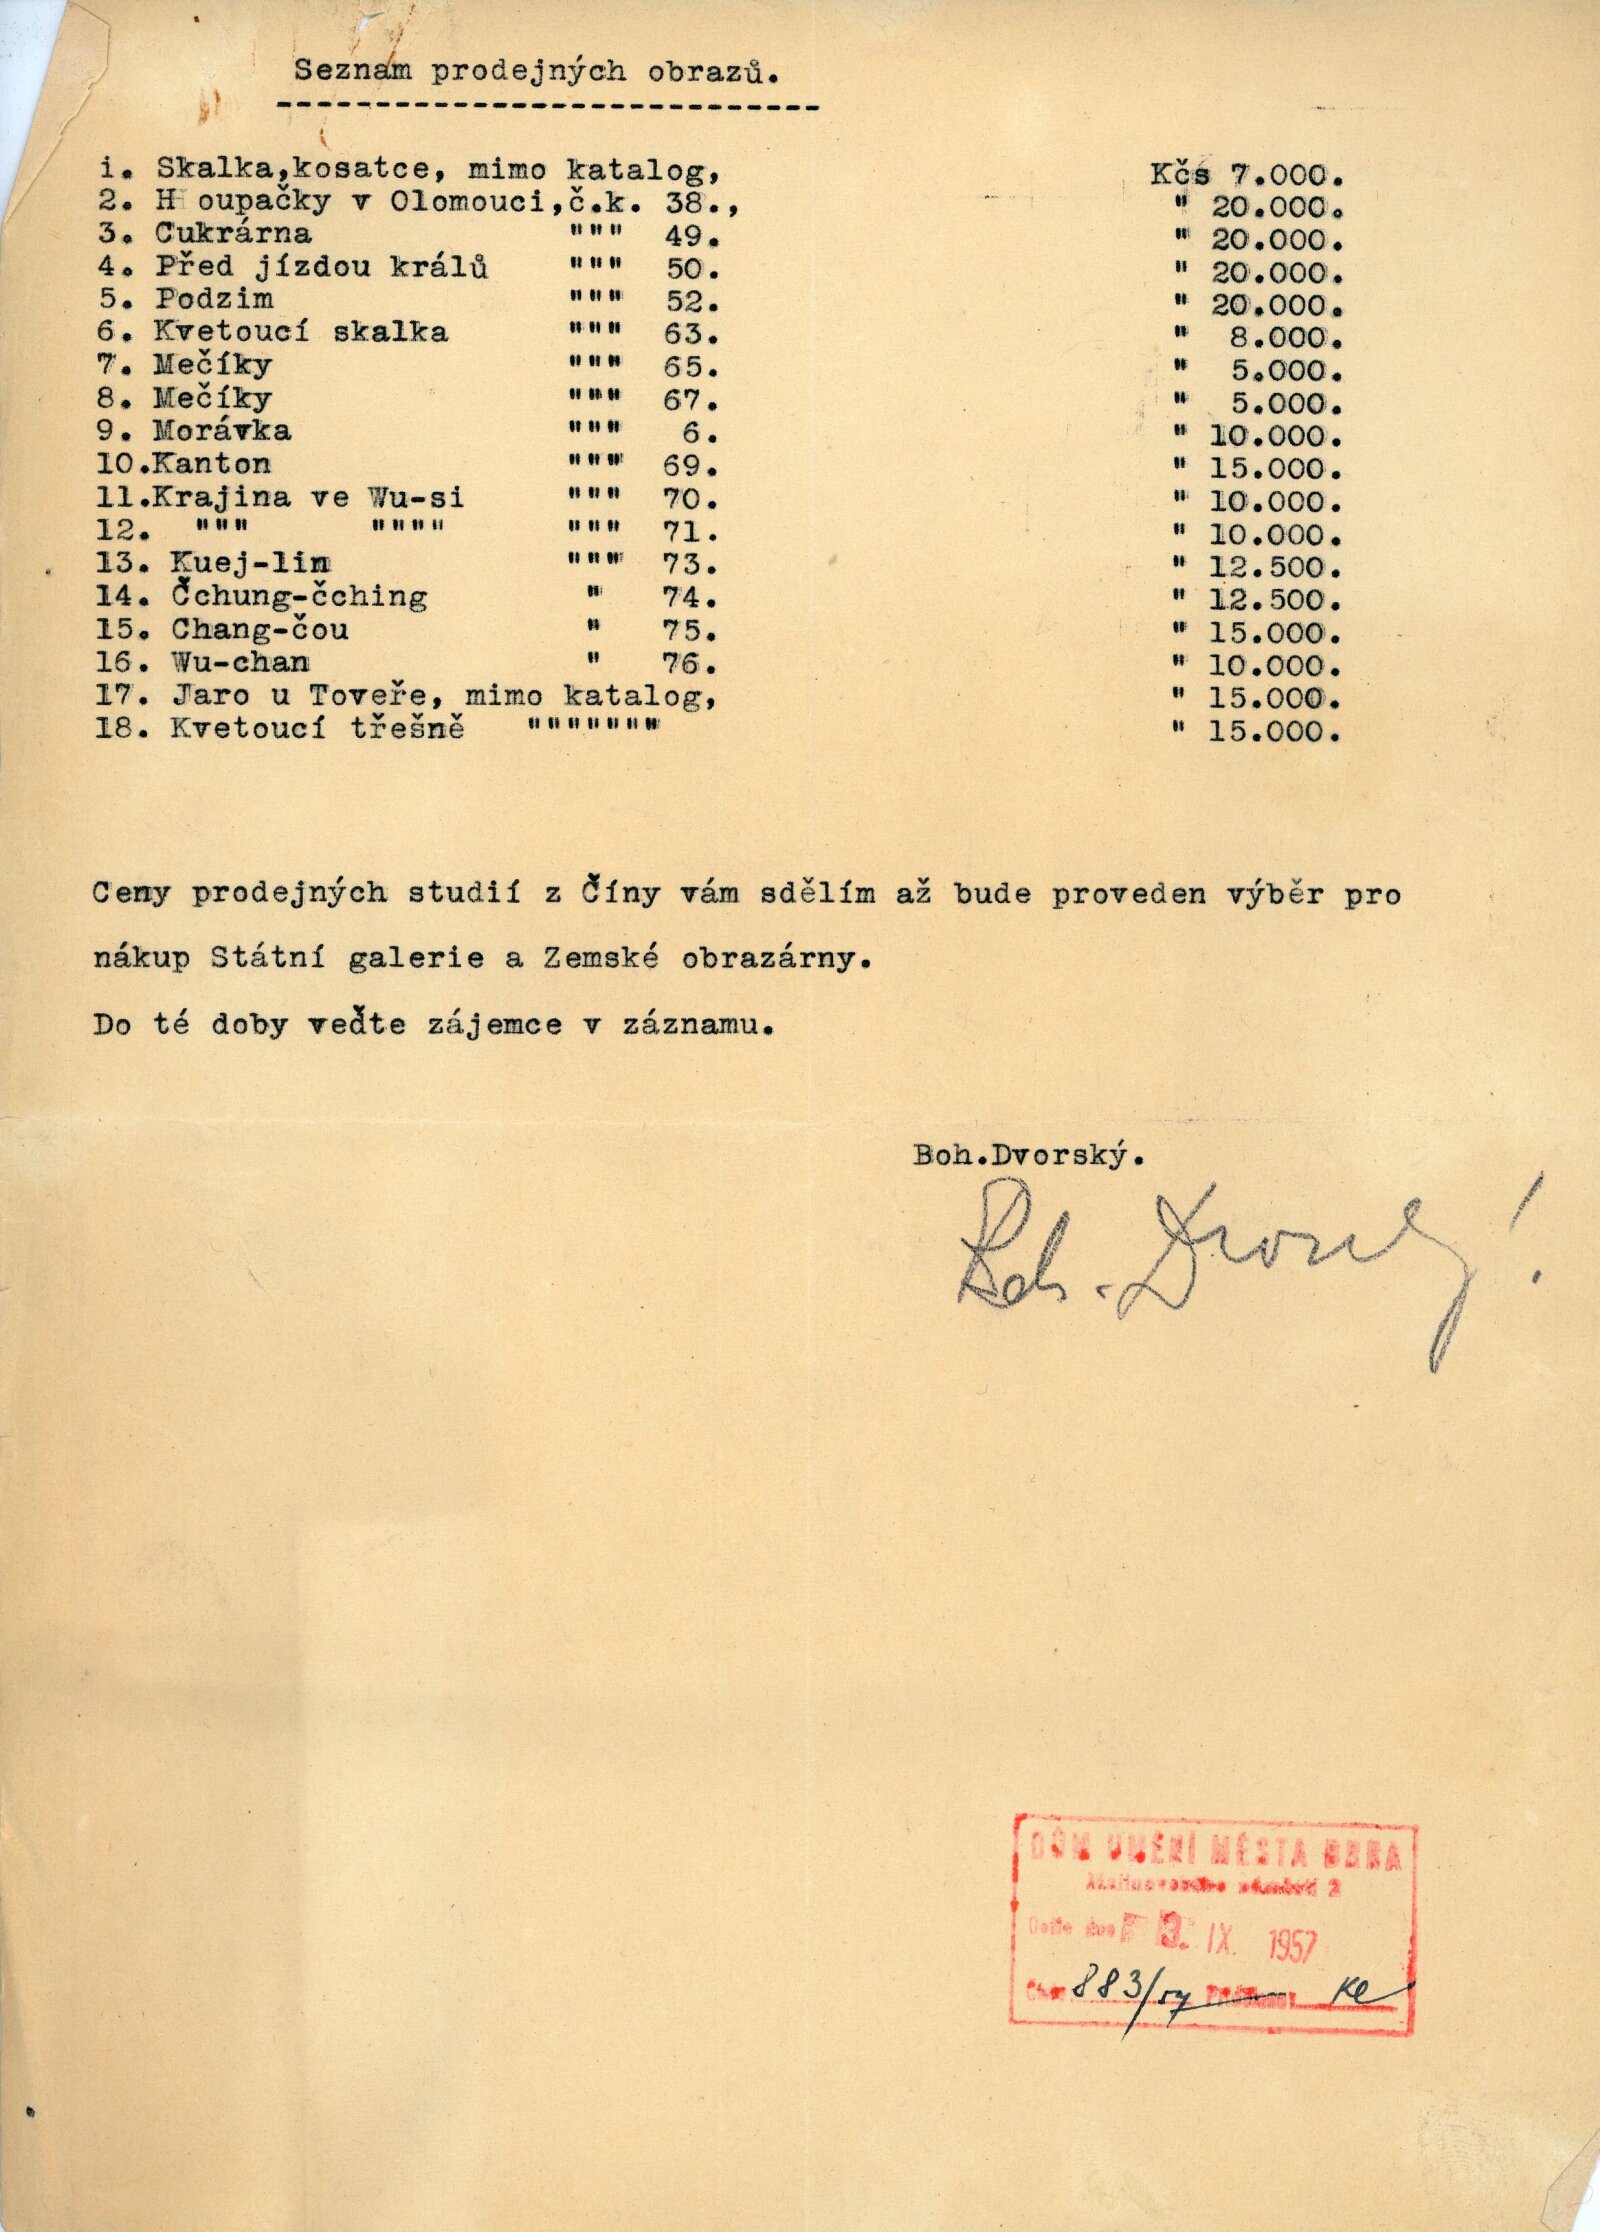 Seznam prodejných obrazů.
----------------------------
i. Skalka,kosatce, mimo katalog, Kčs 7.000.
2. H oupačky v Olomouci,č.k. 38., " 20.000.
3. Cukrárna """ 49. " 20.000.
4. Před jízdou králů """ 50. " 20.000.
5. Podzim """ 52. " 20.000.
6. Kvetoucí skalka """ 63. " 8.000.
7. Mečíky """ 65. " 5.000.
8. Mečíky """ 67. " 5.000.
9. Morávka """ 6. " 10.000.
10.Kanton """ 69. " 15.000.
11.Krajina ve Wu-si """ 70. " 10.000.
12. """ """" """ 71. " 10.000.
13. Kuej-lin """ 73. " 12.500.
14. Čchung-čching " 74. " 12.500.
15. Chang-čou " 75. " 15.000.
16. Wu-chan " 76. " 10.000.
17. Jaro u Toveře, mimo katalog, " 15.000.
18. Kvetoucí třešně """"""" " 15.000.
Ceny prodejných studií z Číny vám sdělím až bude proveden výběr pro
nákup Státní galerie a Zemské obrazárny.
Do té doby veďte zájemce v záznamu.
Boh.Dvorský.
Boh. Dvorský!
DŮM UMĚNÍ MĚSTA BRNA
Malinovského náměstí 2
Došlo dne 3. IX. 1957
883/57 Ke